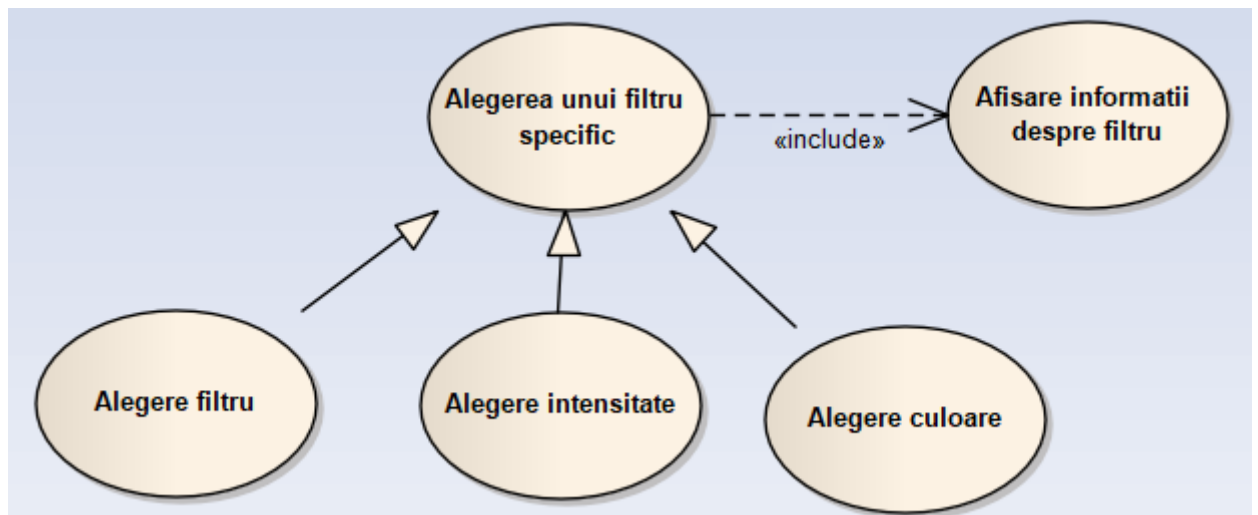 Alegerea unui filtru
specific
«include»
Afisare informatii
despre filtru
Alegere filtru
Alegere intensitate
Alegere culoare